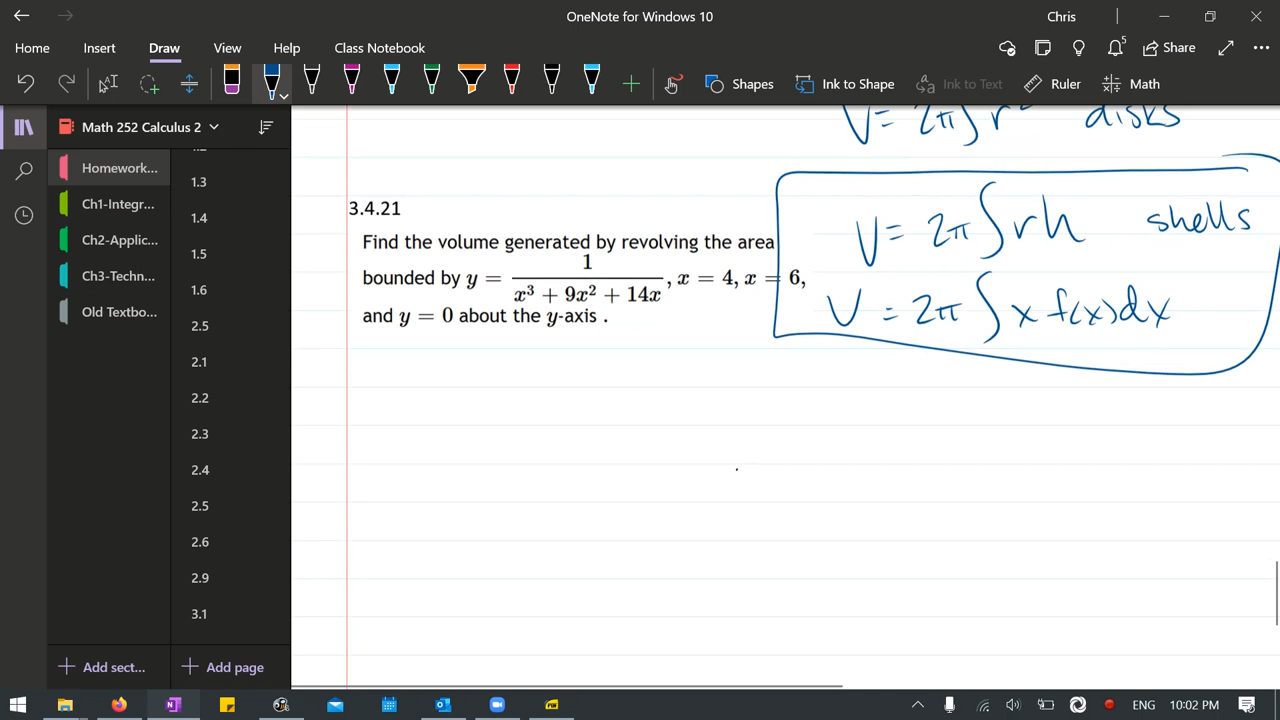 OneNote for Windows 10
Chris
Home Insert Draw View Help Class Notebook
5
Share
Shapes
Ink to Shape
Ink to Text
Ruler
Math
Math 252 Calculus 2
Homework...
Ch1-Integr...
Ch2-Applic...
Ch3-Techn...
Old Textbo...
1.3
1.4
1.5
1.6
2.5
2.1
2.2
2.3
2.4
2.5
2.6
2.9
3.1
Add sect...
Add page
V = 2π∫r² disks
V = 2π∫rh shells
V = 2π∫x f(x)dx
3.4.21
Find the volume generated by revolving the area
bounded by y = 1/(x³ + 9x² + 14x), x = 4, x = 6,
and y = 0 about the y-axis .
ENG 10:02 PM